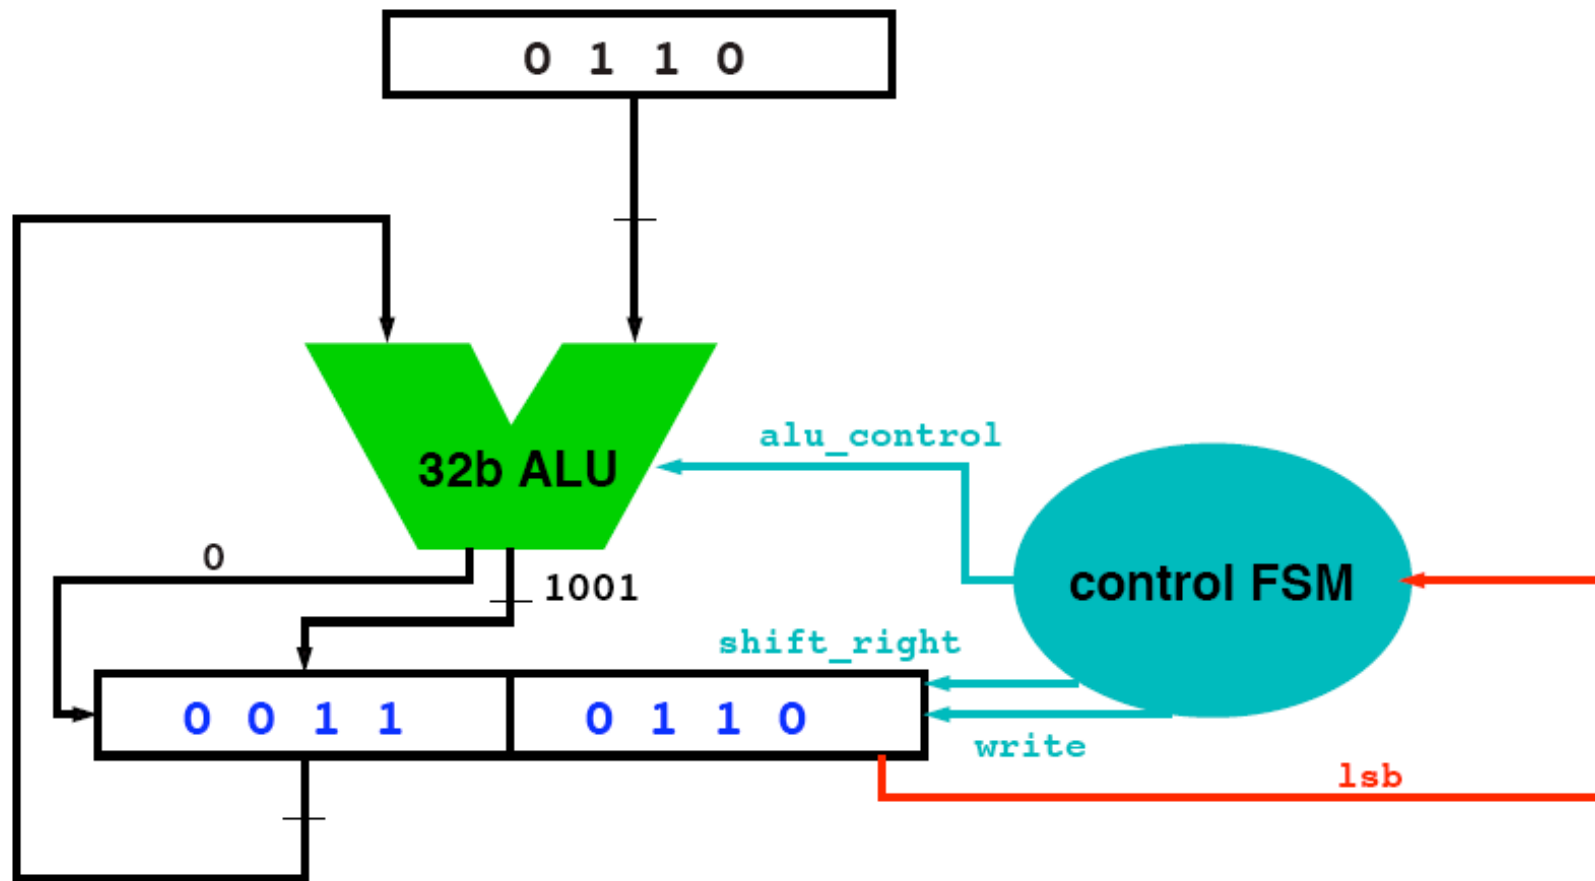 0 1 1 0
alu_control
32b ALU
0
1001
control FSM
shift_right
0 0 1 1 0 1 1 0
write
lsb